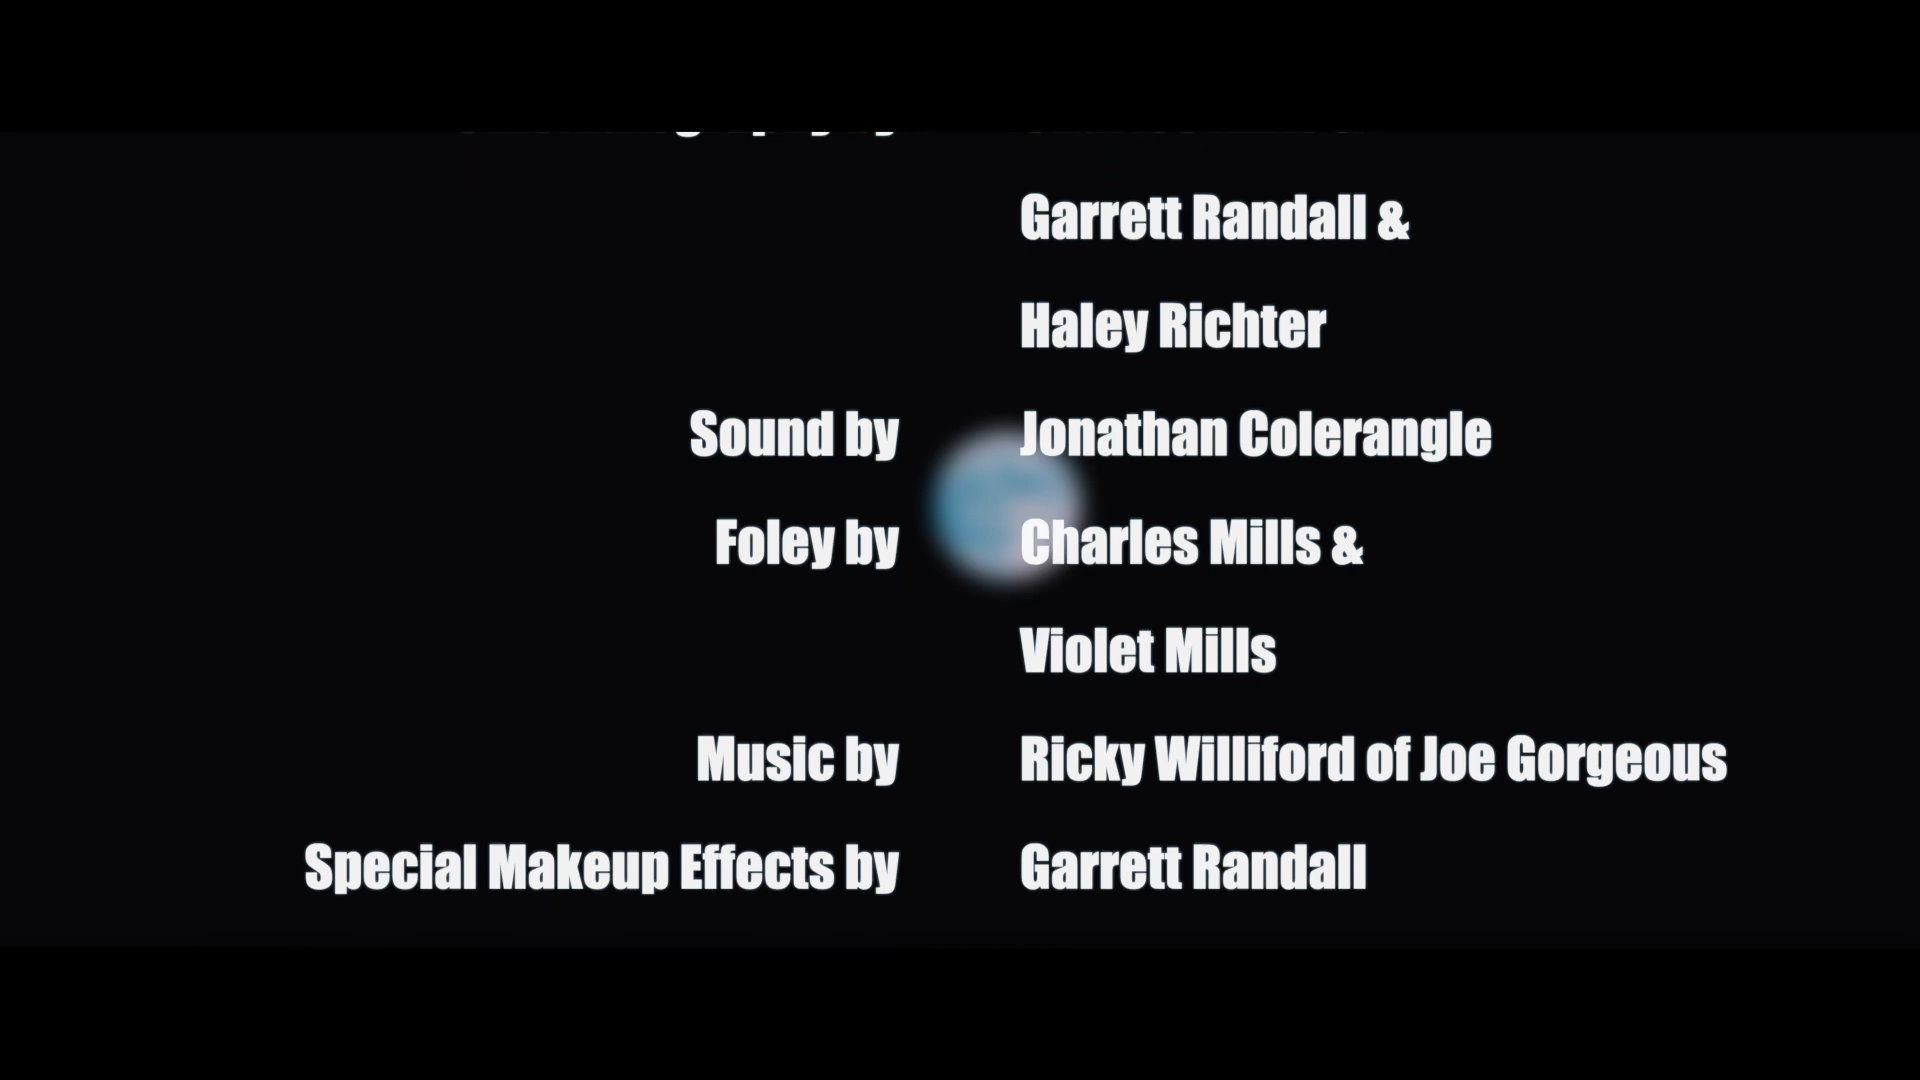 Garrett Randall &
Haley Richter
Sound by Jonathan Colerangle
Foley by Charles Mills &
Violet Mills
Music by Ricky Williford of Joe Gorgeous
Special Makeup Effects by Garrett Randall